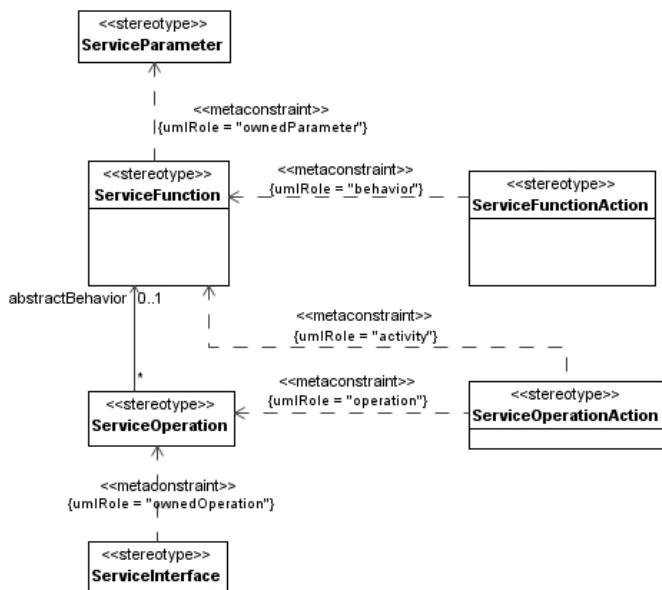 <<stereotype>>
ServiceParameter
<<metaconstraint>>
{umlRole = "ownedParameter"}
<<stereotype>>
ServiceFunction
<<metaconstraint>>
{umlRole = "behavior"}
<<stereotype>>
ServiceFunctionAction
abstractBehavior
0..1
<<metaconstraint>>
{umlRole = "activity"}
*
<<stereotype>>
ServiceOperation
<<metaconstraint>>
{umlRole = "operation"}
<<stereotype>>
ServiceOperationAction
<<metaconstraint>>
{umlRole = "ownedOperation"}
<<stereotype>>
ServiceInterface